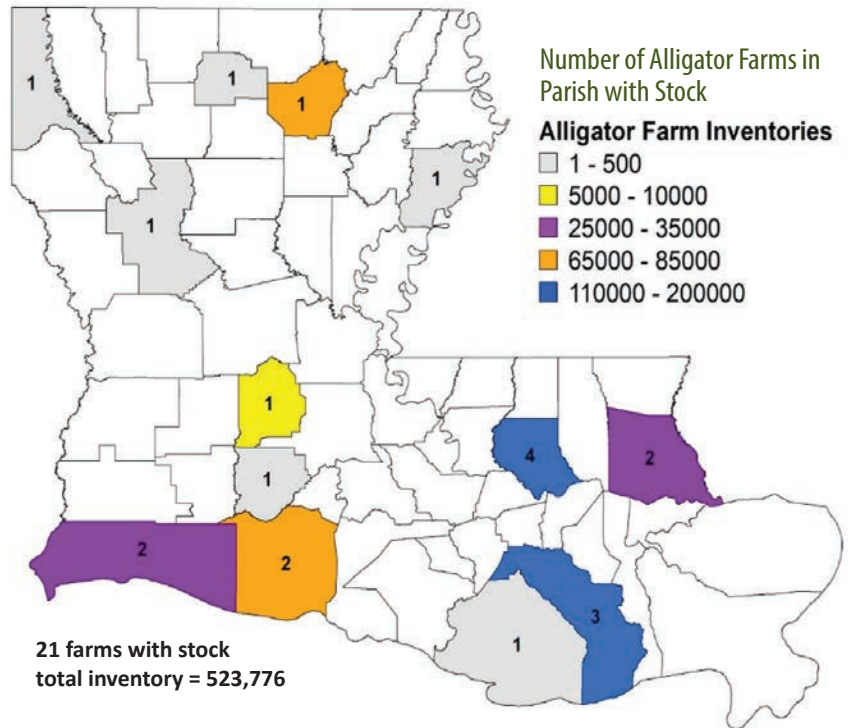 Number of Alligator Farms in
Parish with Stock
Alligator Farm Inventories
1 - 500
5000 - 10000
25000 - 35000
65000 - 85000
110000 - 200000
1
1
1
1
1
1
4
2
1
2
2
3
1
21 farms with stock
total inventory = 523,776